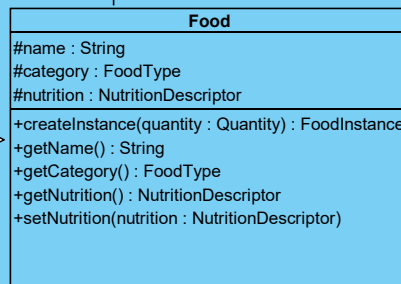 Food
#name : String
#category : FoodType
#nutrition : NutritionDescriptor
+createInstance(quantity : Quantity) : FoodInstance
+getName() : String
+getCategory() : FoodType
+getNutrition() : NutritionDescriptor
+setNutrition(nutrition : NutritionDescriptor)